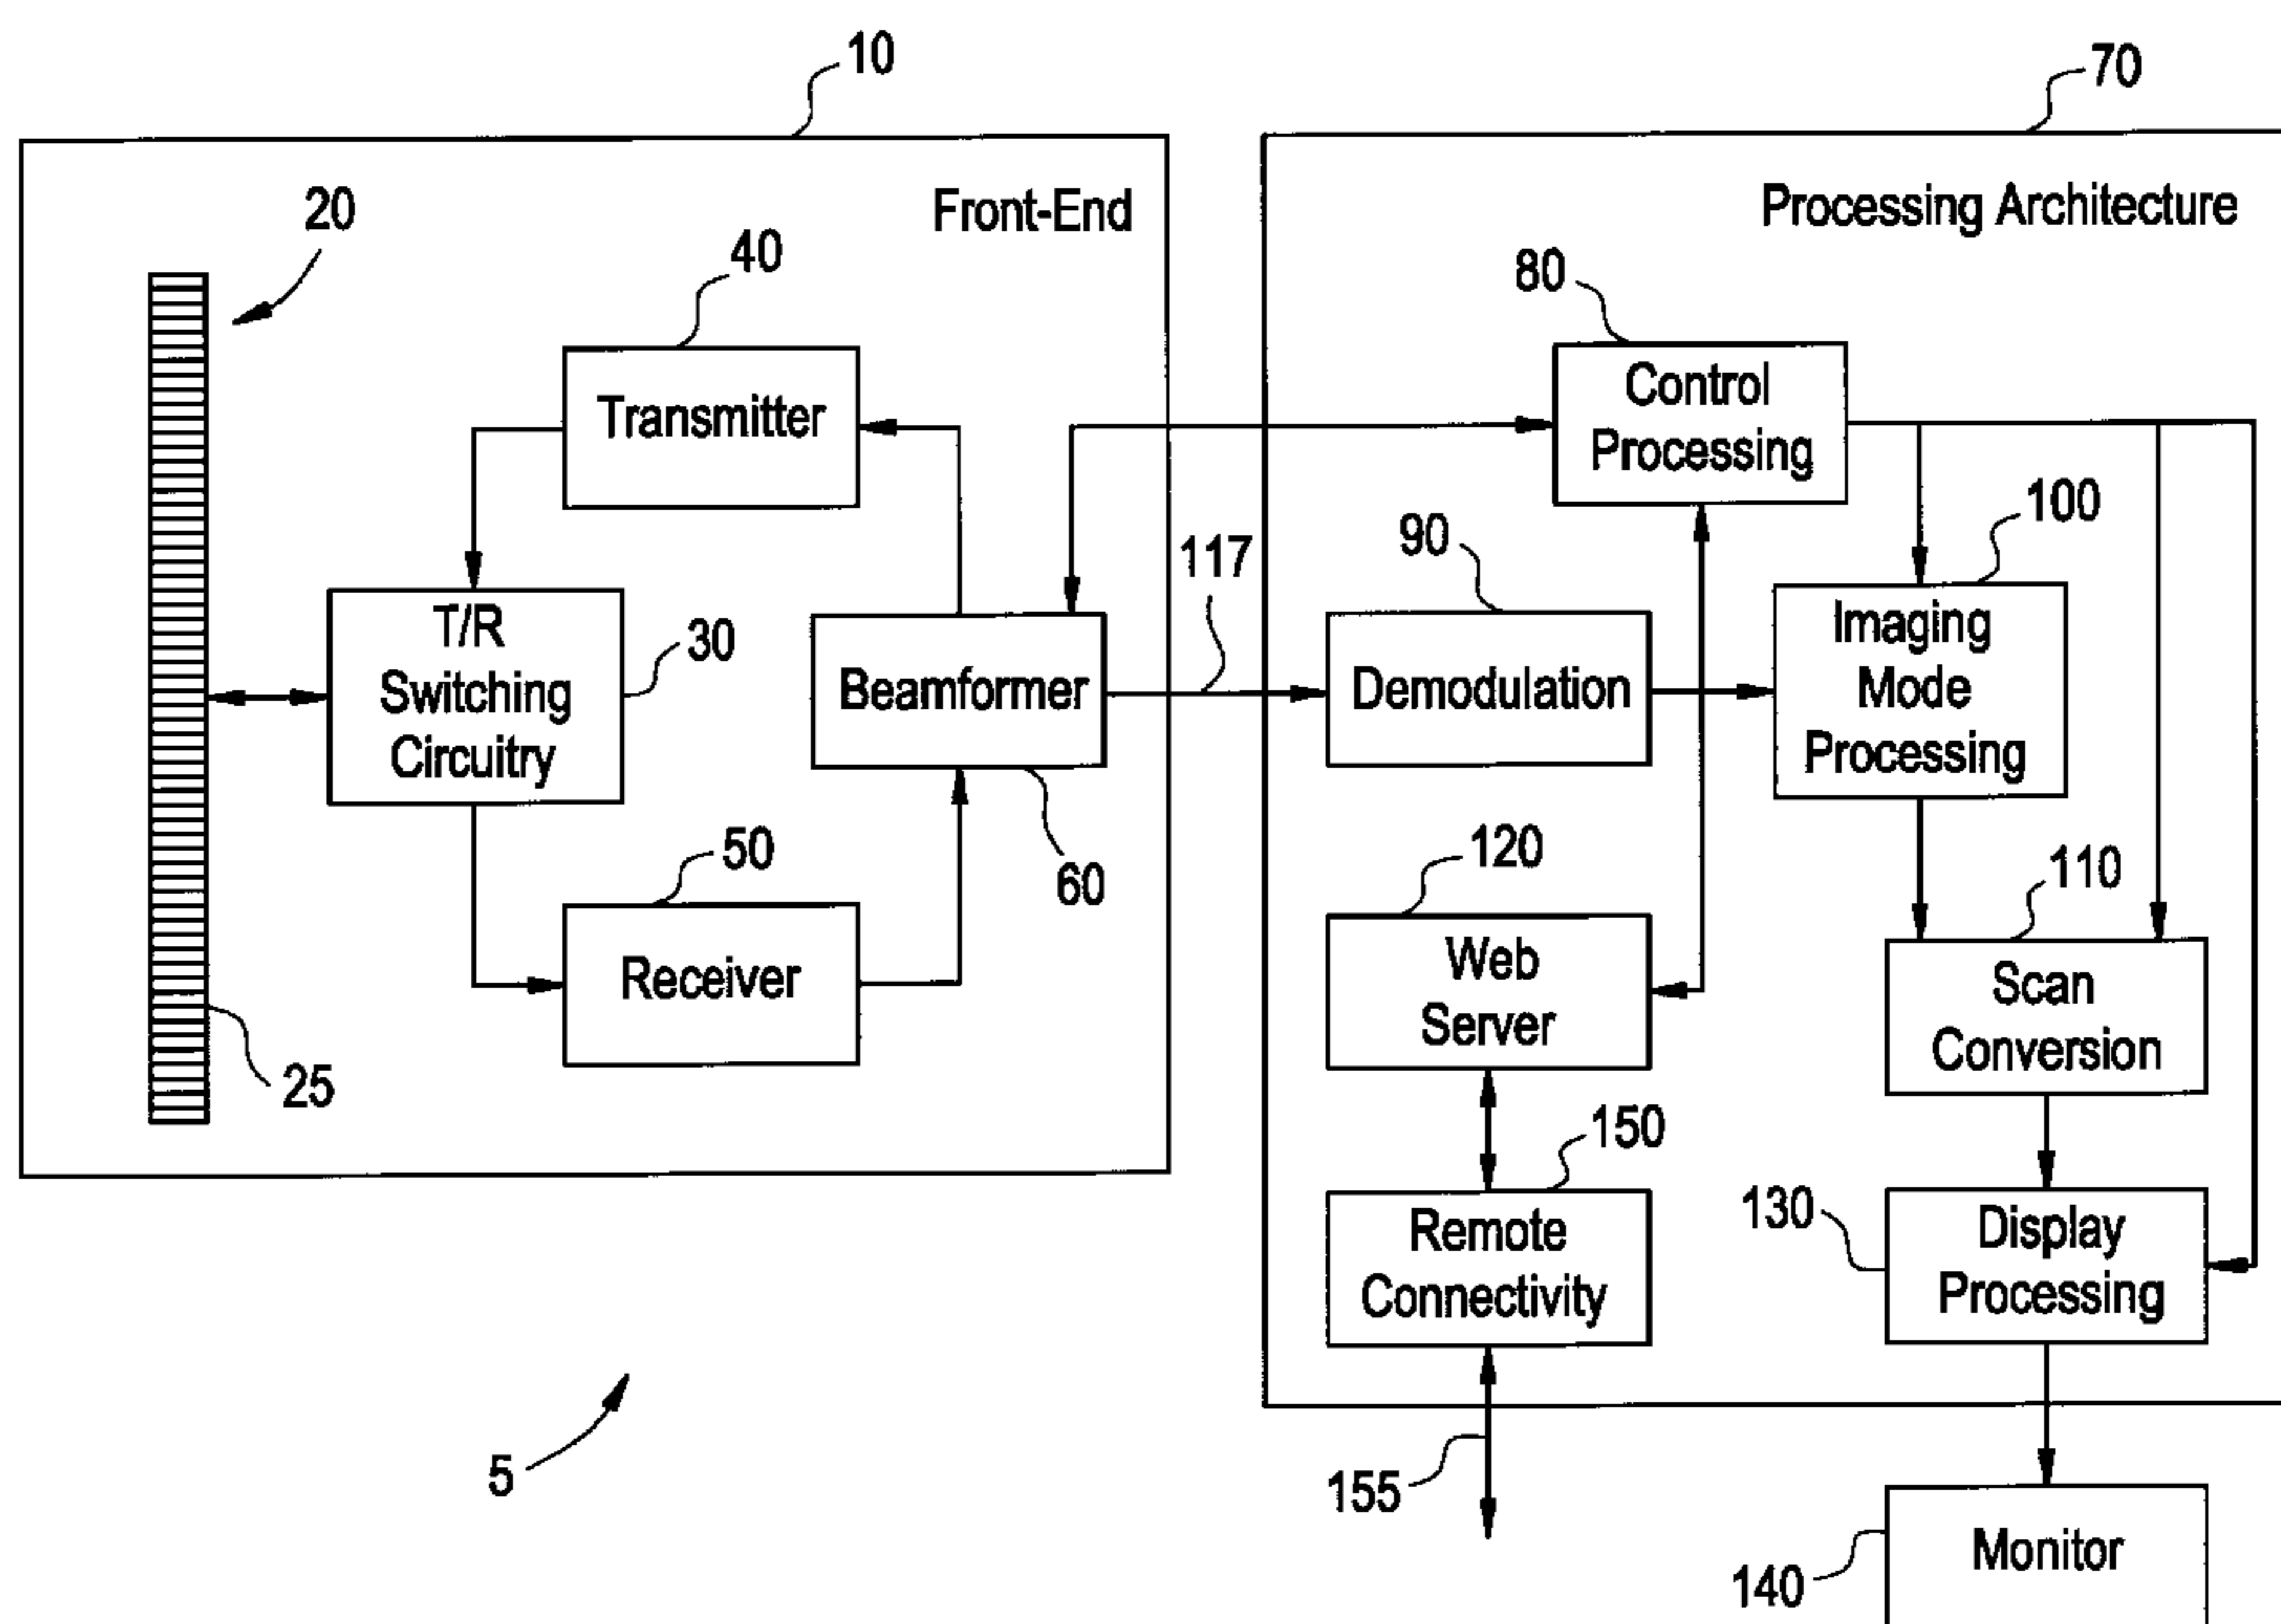 10
70
Front-End
Processing Architecture
20
40
80
Transmitter
Control
Processing
100
90
117
T/R
Switching
Circuitry
30
Beamformer
Demodulation
Imaging
Mode
Processing
50
60
120
110
Receiver
Web
Server
Scan
Conversion
25
150
130
Remote
Connectivity
Display
Processing
5
155
140
Monitor